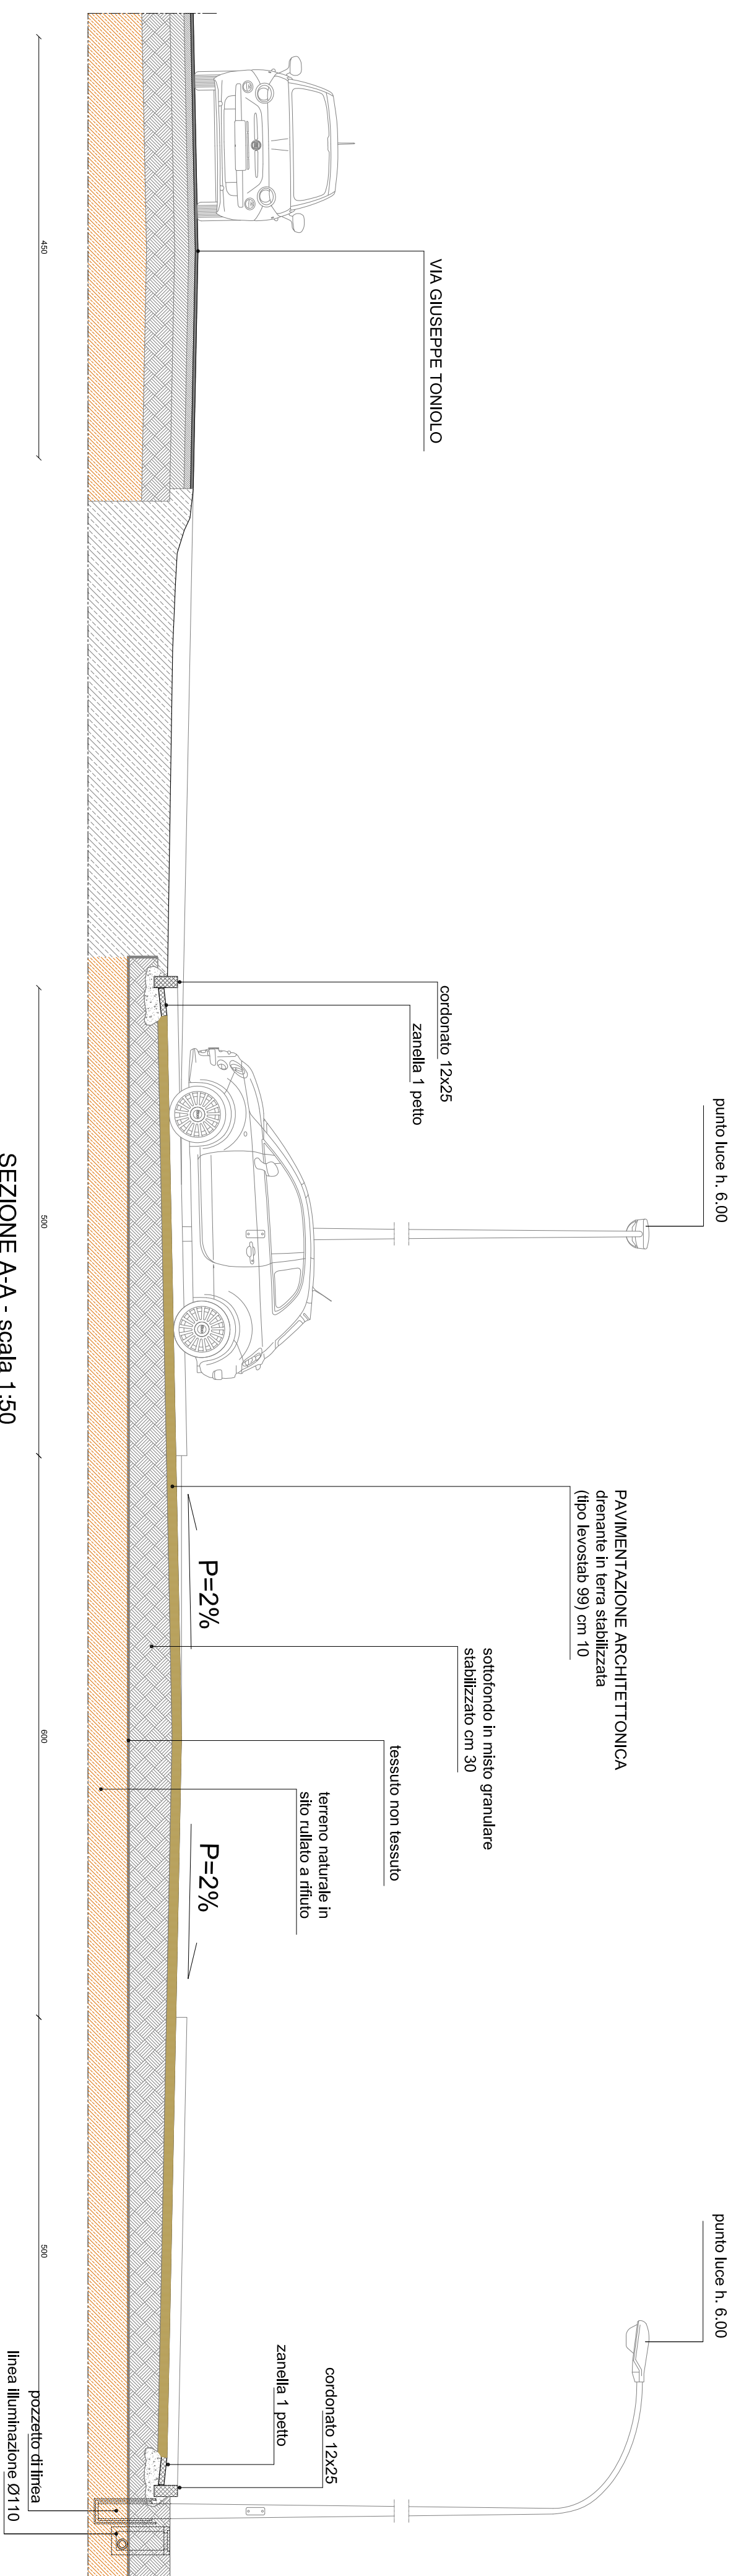 VIA GIUSEPPE TONIOLO
punto luce h. 6.00
cordonato 12x25
zanella 1 petto
PAVIMENTAZIONE ARCHITETTONICA
drenante in terra stabilizzata
(tipo levostab 99) cm 10
sottofondo in misto granulare
stabilizzato cm 30
tessuto non tessuto
terreno naturale in
sito rullato a rifiuto
P=2%
P=2%
punto luce h. 6.00
cordonato 12x25
zanella 1 petto
pozzetto di linea
linea illuminazione Ø110
450
500
600
500
SEZIONE A-A - scala 1:50